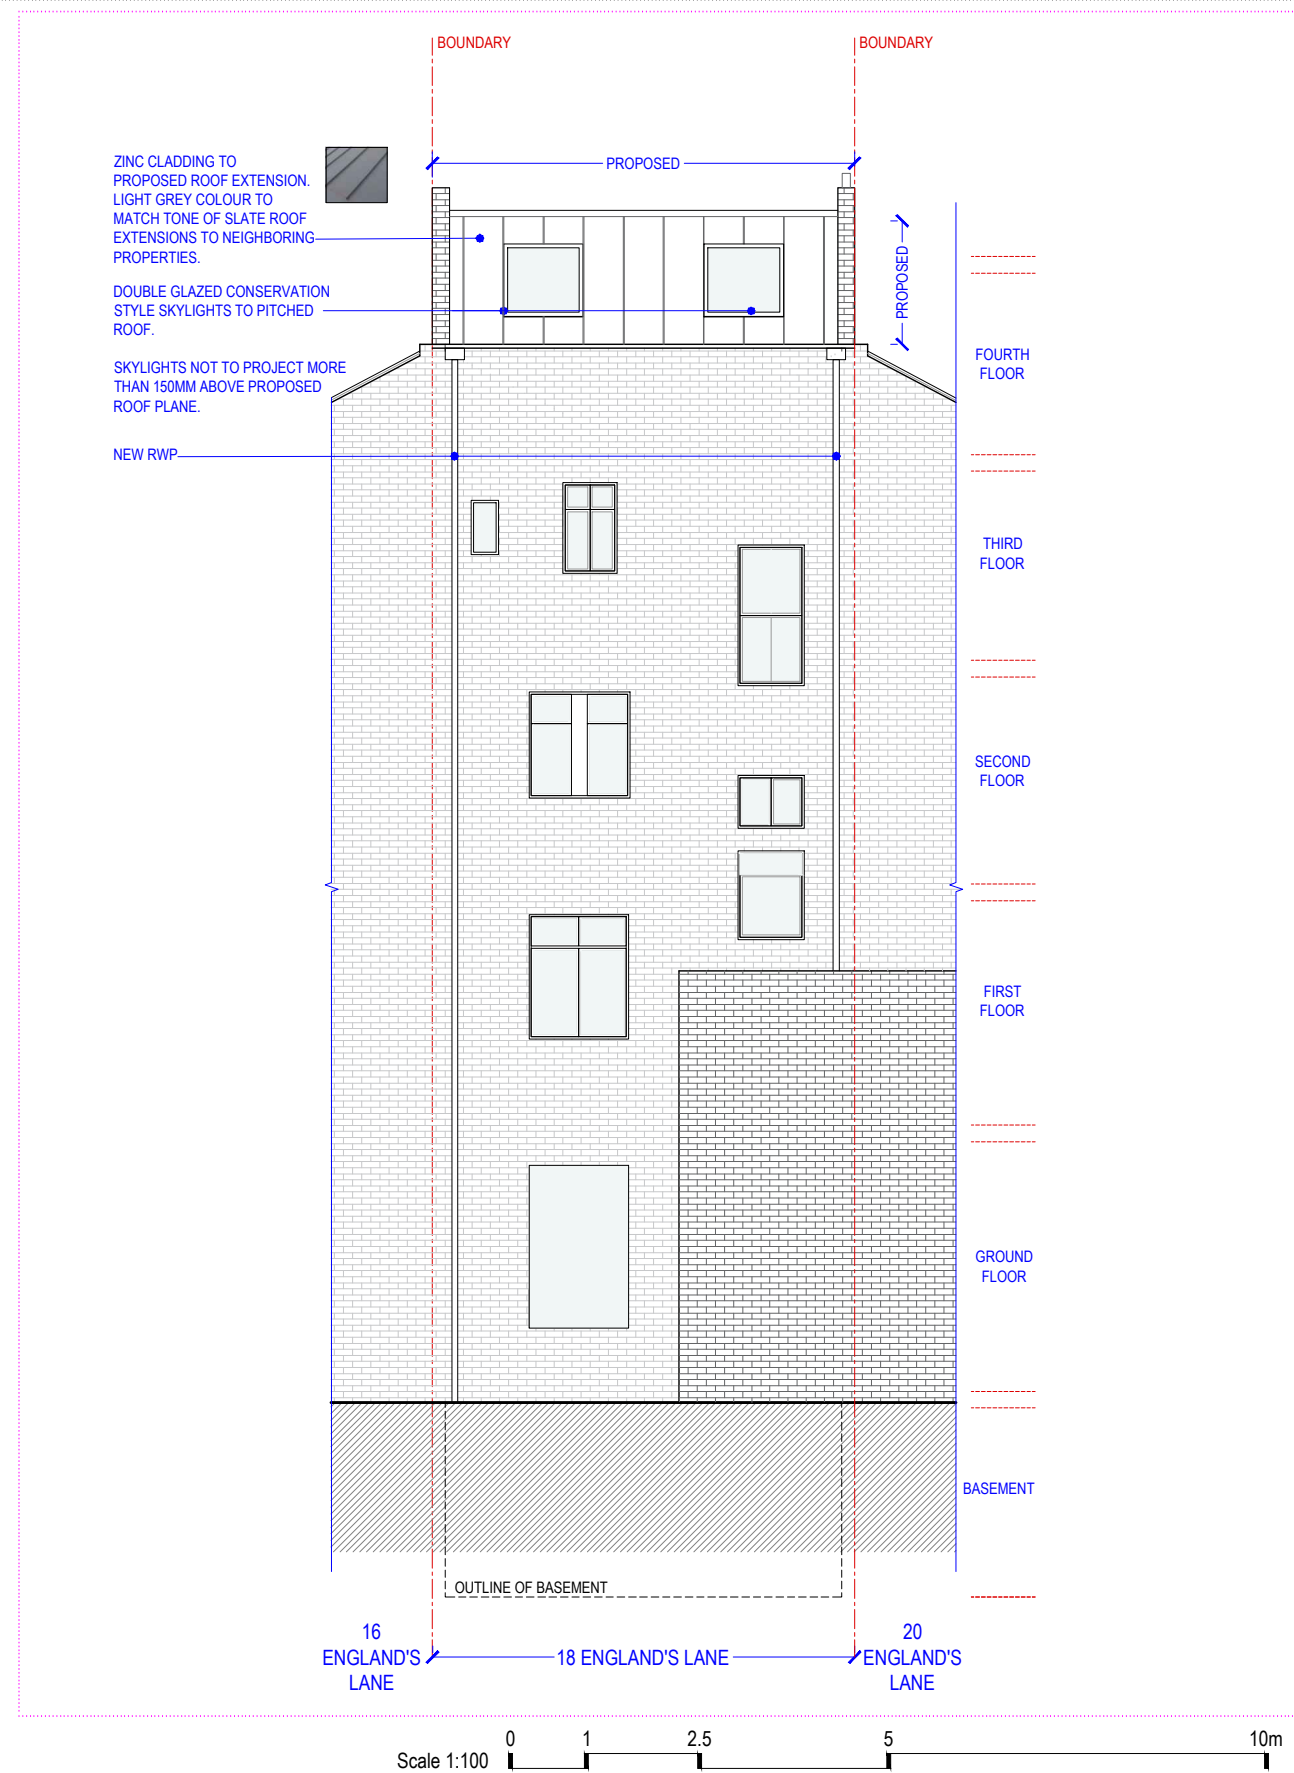 BOUNDARY
BOUNDARY
ZINC CLADDING TO
PROPOSED ROOF EXTENSION.
LIGHT GREY COLOUR TO
MATCH TONE OF SLATE ROOF
EXTENSIONS TO NEIGHBORING
PROPERTIES.
PROPOSED
PROPOSED
DOUBLE GLAZED CONSERVATION
STYLE SKYLIGHTS TO PITCHED
ROOF.
SKYLIGHTS NOT TO PROJECT MORE
THAN 150MM ABOVE PROPOSED
ROOF PLANE.
NEW RWP
FOURTH
FLOOR
THIRD
FLOOR
SECOND
FLOOR
FIRST
FLOOR
GROUND
FLOOR
BASEMENT
OUTLINE OF BASEMENT
16
ENGLAND'S
LANE
18 ENGLAND'S LANE
20
ENGLAND'S
LANE
Scale 1:100
0 1 2.5 5 10m